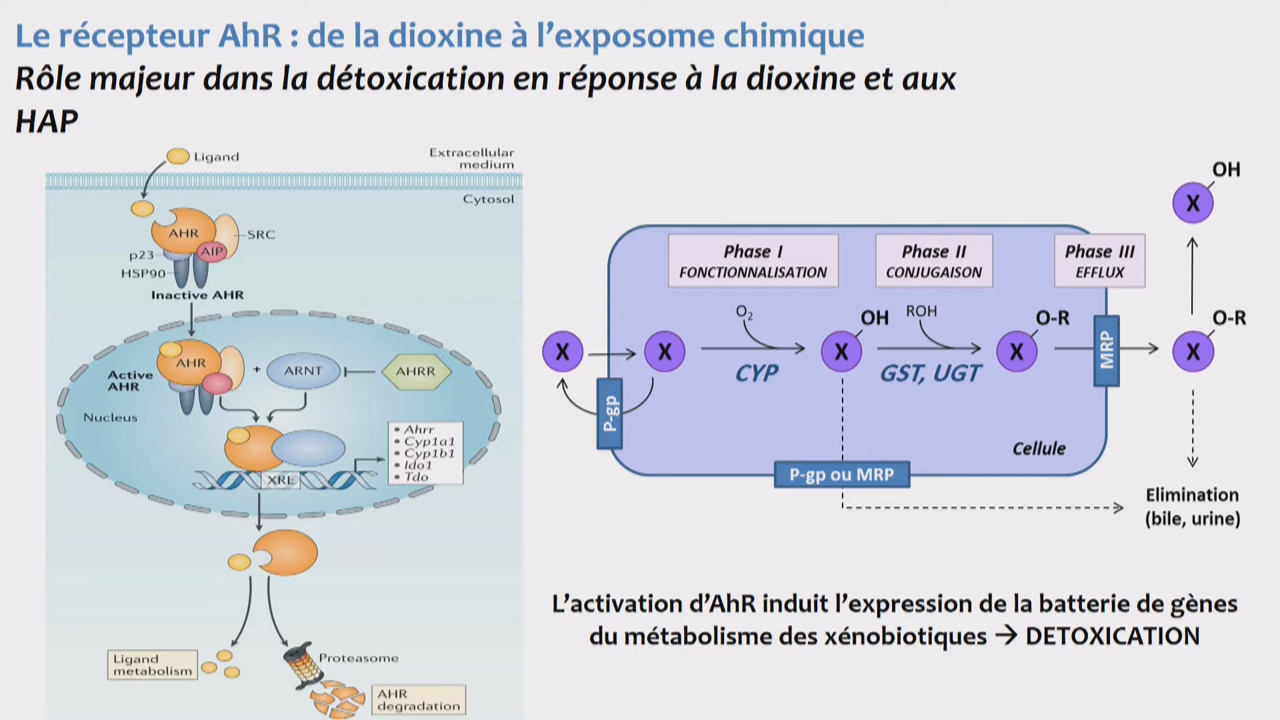 Le récepteur AhR : de la dioxine à l'exposome chimique
Rôle majeur dans la détoxication en réponse à la dioxine et aux
HAP
Ligand
Extracellular
medium
Cytosol
AHR
SRC
p23
AIP
HSP90
Inactive AHR
AHR
+
ARNT
AHRR
Active
AHR
Nucleus
• Ahrr
• Cyp1a1
• Cyp1b1
• Ido1
• Tdo
XRE
Ligand
metabolism
Proteasome
AHR
degradation
Phase I
FONCTIONNALISATION
Phase II
CONJUGAISON
Phase III
EFFLUX
X
OH
X
X
O₂
CYP
X
OH
ROH
GST, UGT
X
O-R
MRP
X
O-R
P-gp
Cellule
P-gp ou MRP
Elimination
(bile, urine)
L'activation d'AhR induit l'expression de la batterie de gènes
du métabolisme des xénobiotiques → DETOXICATION